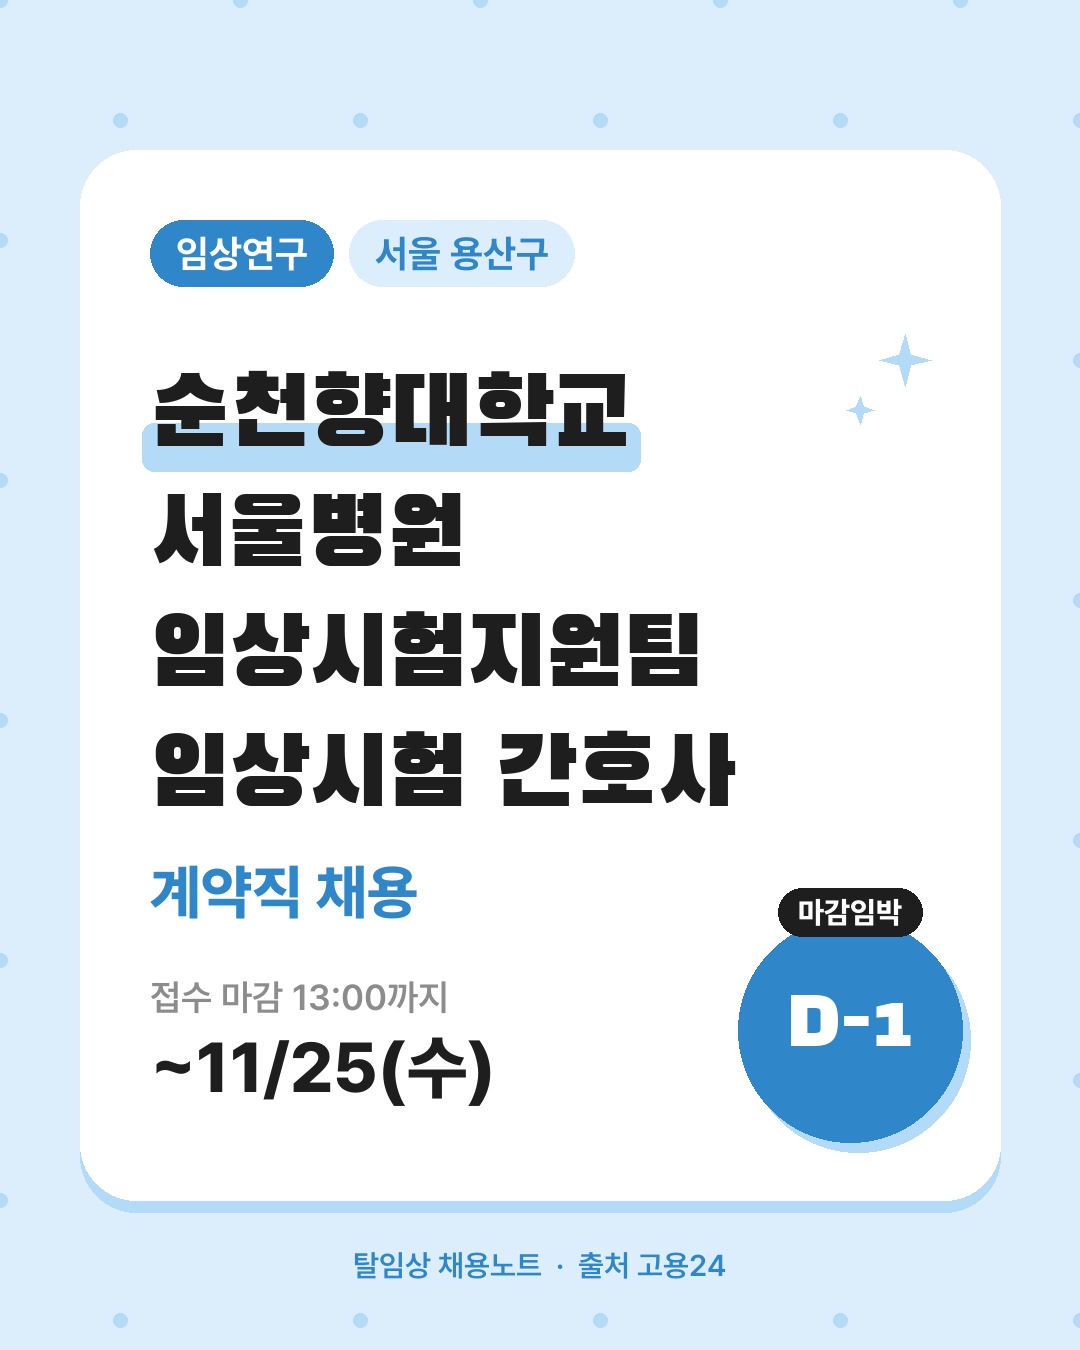 임상연구 서울 용산구
순천향대학교
서울병원
임상시험지원팀
임상시험 간호사
계약직 채용
접수 마감 13:00까지
~11/25(수)
마감임박
D-1
탈임상 채용노트 · 출처 고용24